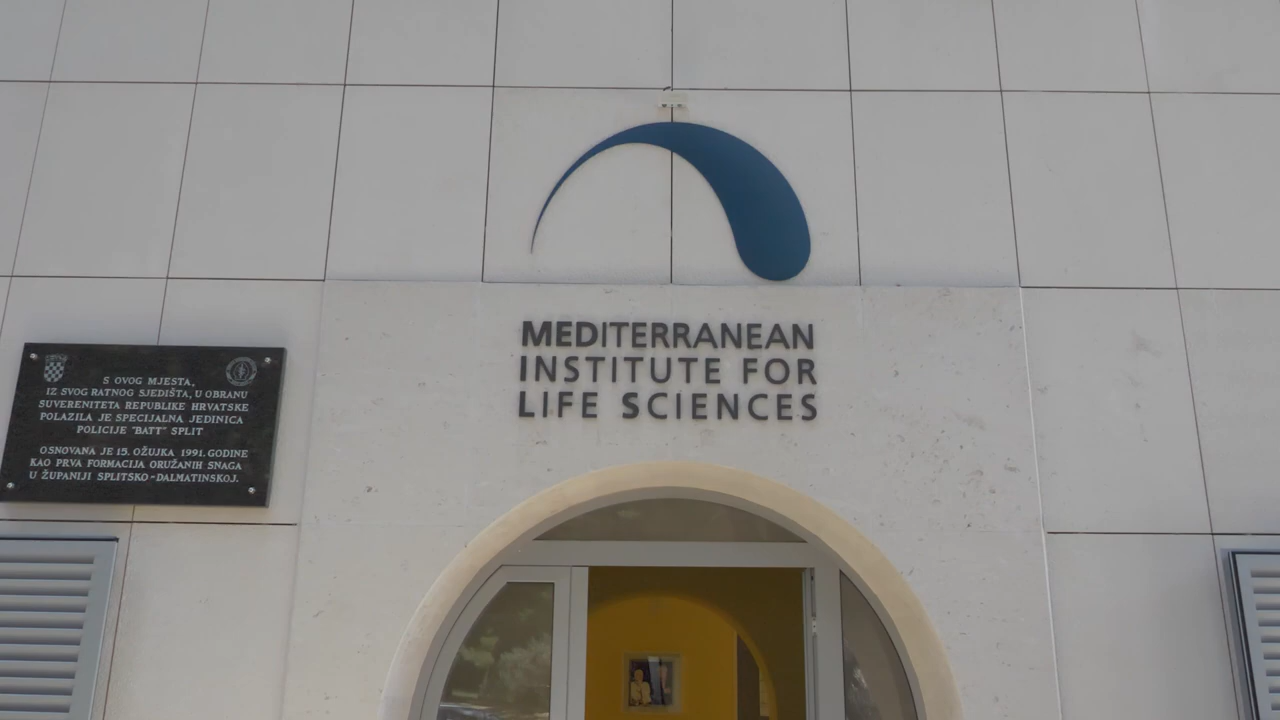 MEDITERRANEAN
INSTITUTE FOR
LIFE SCIENCES
S OVOG MJESTA,
IZ SVOG RATNOG SJEDIŠTA, U OBRANU
SUVERENITETA REPUBLIKE HRVATSKE
POLAZILA JE SPECIJALNA JEDINICA
POLICIJE "BATT" SPLIT
OSNOVANA JE 15. OŽUJKA 1991. GODINE
KAO PRVA FORMACIJA ORUŽANIH SNAGA
U ŽUPANIJI SPLITSKO-DALMATINSKOJ.